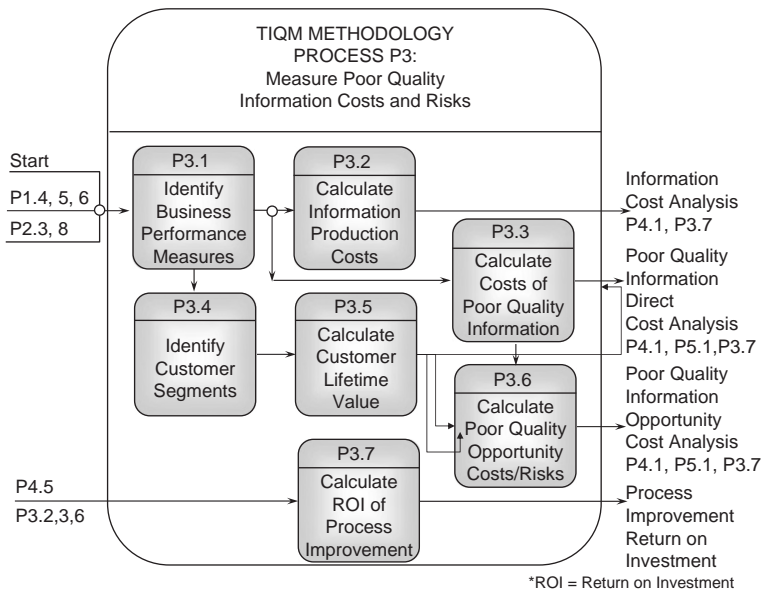 TIQM METHODOLOGY
PROCESS P3:
Measure Poor Quality
Information Costs and Risks
Start
P1.4, 5, 6
P2.3, 8
P3.1
Identify
Business
Performance
Measures
P3.2
Calculate
Information
Production
Costs
Information
Cost Analysis
P4.1, P3.7
P3.3
Calculate
Costs of
Poor Quality
Information
Poor Quality
Information
Direct
Cost Analysis
P4.1, P5.1,P3.7
P3.4
Identify
Customer
Segments
P3.5
Calculate
Customer
Lifetime
Value
P3.6
Calculate
Poor Quality
Opportunity
Costs/Risks
Poor Quality
Information
Opportunity
Cost Analysis
P4.1, P5.1, P3.7
P4.5
P3.2,3,6
P3.7
Calculate
ROI of
Process
Improvement
Process
Improvement
Return on
Investment
*ROI = Return on Investment